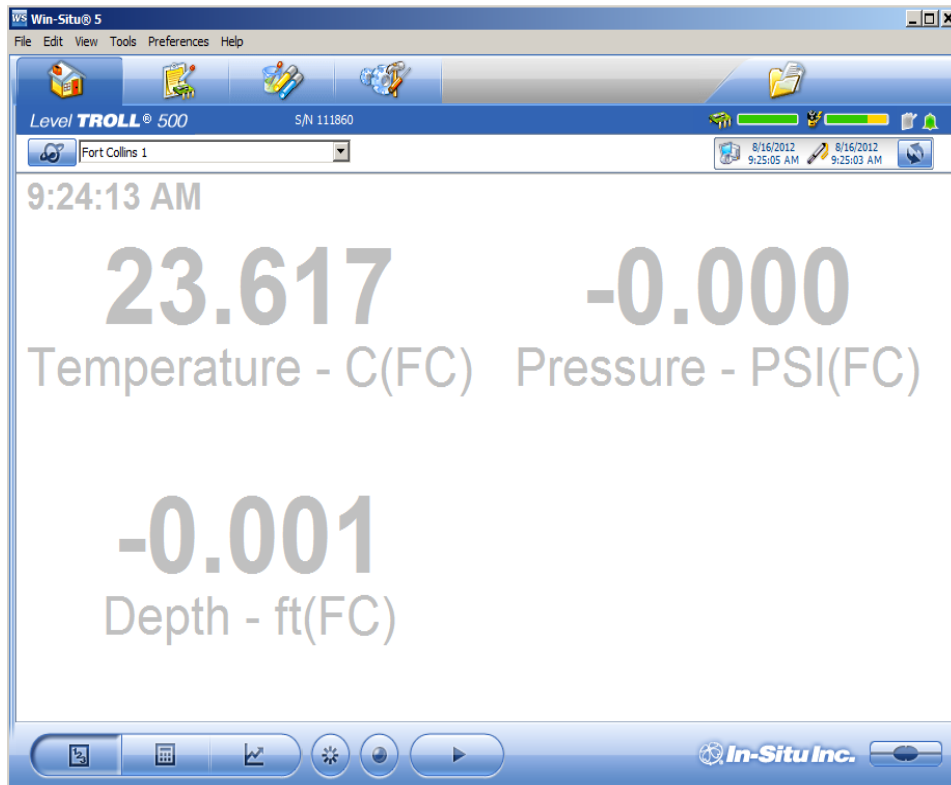 WS Win-Situ® 5
File Edit View Tools Preferences Help
Level TROLL® 500 S/N 111860
Fort Collins 1 8/16/2012 9:25:05 AM 8/16/2012 9:25:03 AM
9:24:13 AM
23.617 -0.000
Temperature - C(FC) Pressure - PSI(FC)
-0.001
Depth - ft(FC)
In-Situ Inc.